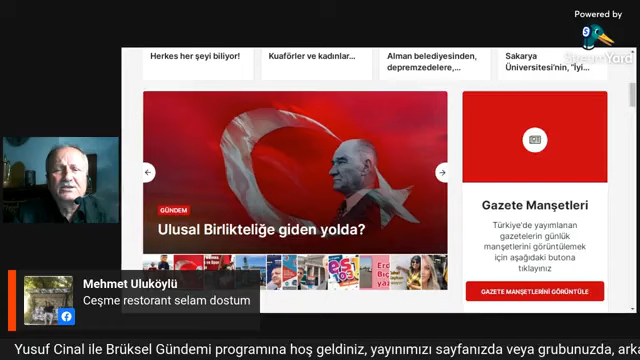 Powered by
StreamYard
Herkes her şeyi biliyor!
Kuaförler ve kadınlar...
Alman belediyesinden,
depremzedelere,...
Sakarya
Üniversitesi'nin, "İyi
GÜNDEM
Ulusal Birlikteliğe giden yolda?
Gazete Manşetleri
Türkiye'de yayımlanan
gazetelerin günlük
manşetlerini görüntülemek
için aşağıdaki butona
tıklayınız
GAZETE MANŞETLERİNİ GÖRÜNTÜLE
Mehmet Uluköylü
Ceşme restorant selam dostum
Yusuf Cinal ile Brüksel Gündemi programına hoş geldiniz, yayınımızı sayfanızda veya grubunuzda, arka